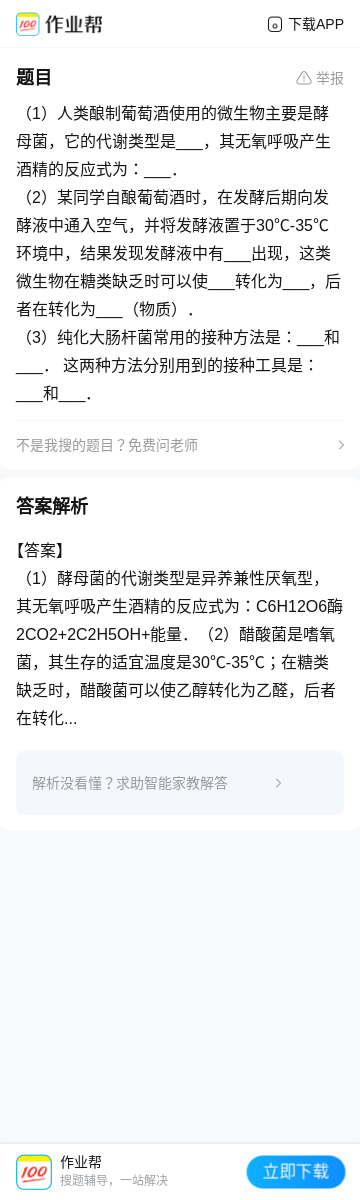 作业帮
下载APP
题目
举报
（1）人类酿制葡萄酒使用的微生物主要是酵
母菌，它的代谢类型是___，其无氧呼吸产生
酒精的反应式为：___．
（2）某同学自酿葡萄酒时，在发酵后期向发
酵液中通入空气，并将发酵液置于30℃-35℃
环境中，结果发现发酵液中有___出现，这类
微生物在糖类缺乏时可以使___转化为___，后
者在转化为___（物质）．
（3）纯化大肠杆菌常用的接种方法是：___和
___． 这两种方法分别用到的接种工具是：
___和___．
不是我搜的题目？免费问老师
答案解析
【答案】
（1）酵母菌的代谢类型是异养兼性厌氧型，
其无氧呼吸产生酒精的反应式为：C6H12O6酶
2CO2+2C2H5OH+能量．（2）醋酸菌是嗜氧
菌，其生存的适宜温度是30℃-35℃；在糖类
缺乏时，醋酸菌可以使乙醇转化为乙醛，后者
在转化...
解析没看懂？求助智能家教解答
作业帮
搜题辅导，一站解决
立即下载